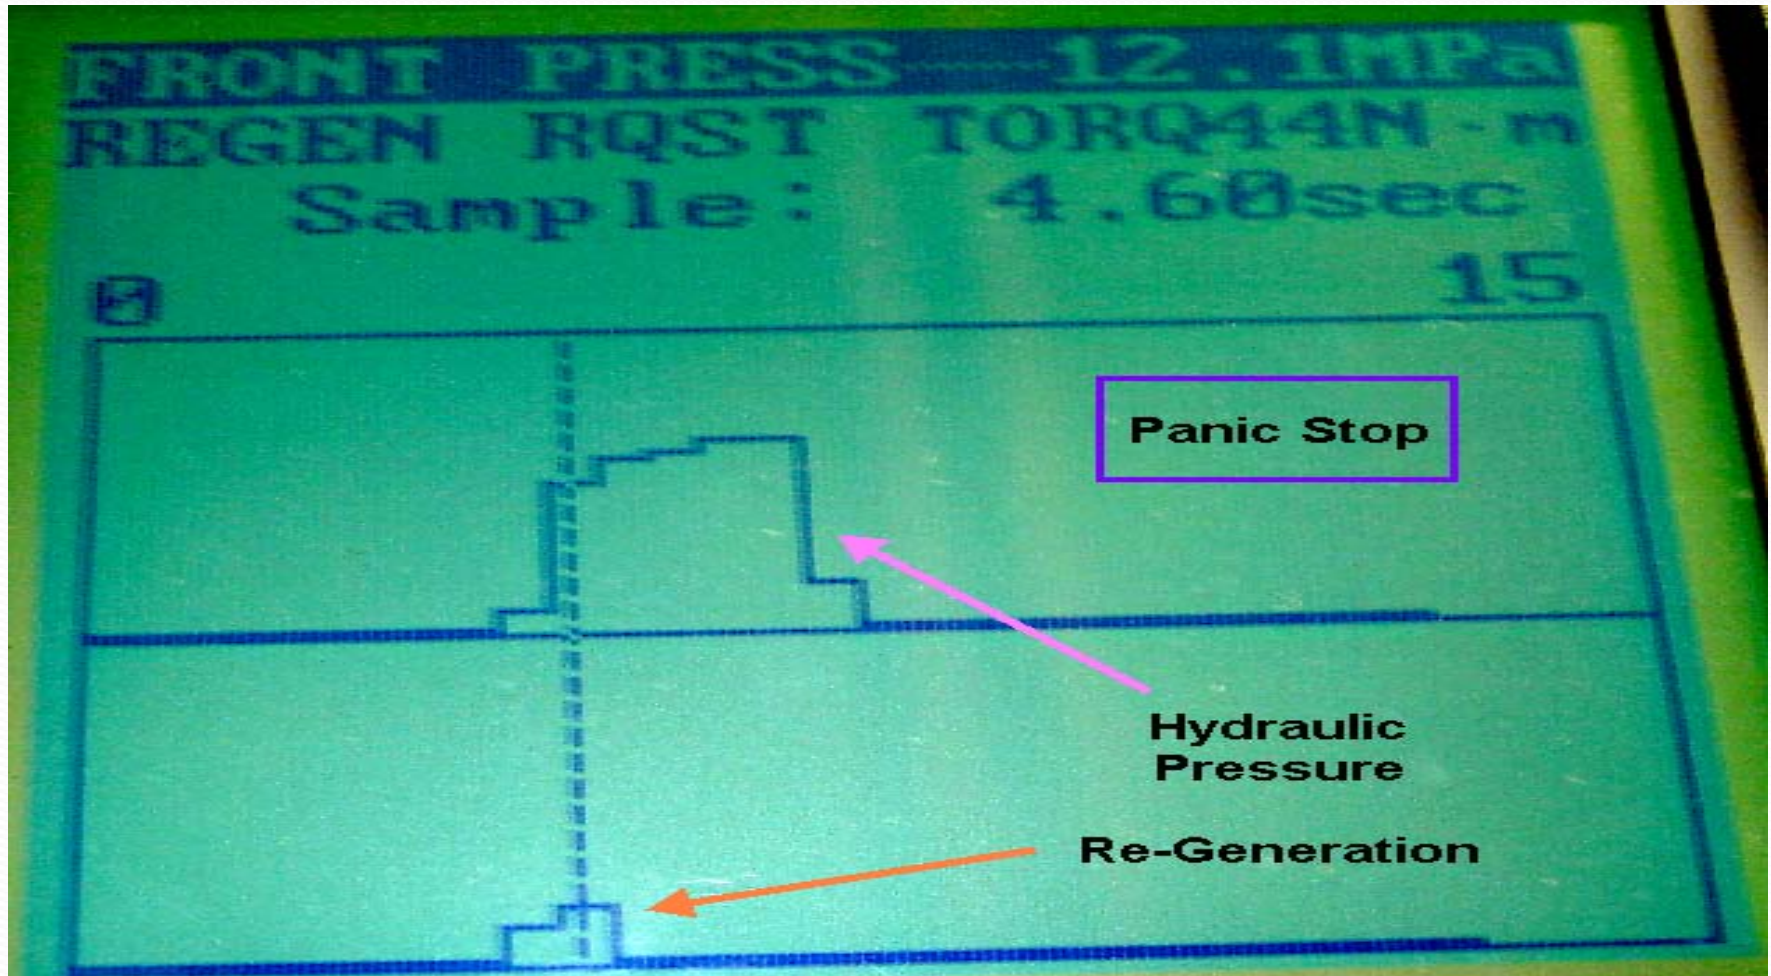 FRONT PRESS 12.1MPa
REGEN RQST TORQ44N·m
Sample: 4.60sec
0 15
Panic Stop
Hydraulic
Pressure
Re-Generation